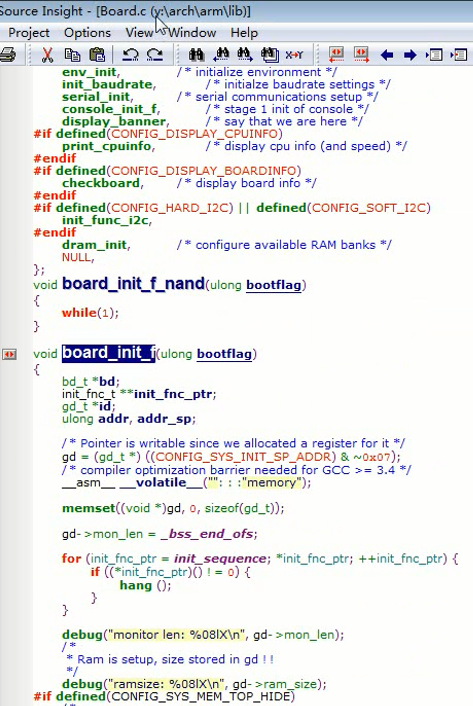 Source Insight - [Board.c (y:\arch\arm\lib)]
Project Options View Window Help
env_init, /* initialize environment */
init_baudrate, /* initialze baudrate settings */
serial_init, /* serial communications setup */
console_init_f, /* stage 1 init of console */
display_banner, /* say that we are here */
#if defined(CONFIG_DISPLAY_CPUINFO)
print_cpuinfo, /* display cpu info (and speed) */
#endif
#if defined(CONFIG_DISPLAY_BOARDINFO)
checkboard, /* display board info */
#endif
#if defined(CONFIG_HARD_I2C) || defined(CONFIG_SOFT_I2C)
init_func_i2c,
#endif
dram_init, /* configure available RAM banks */
NULL,
};
void board_init_f_nand(ulong bootflag)
{
while(1);
}
void board_init_f(ulong bootflag)
{
bd_t *bd;
init_fnc_t **init_fnc_ptr;
gd_t *id;
ulong addr, addr_sp;
/* Pointer is writable since we allocated a register for it */
gd = (gd_t *) ((CONFIG_SYS_INIT_SP_ADDR) & ~0x07);
/* compiler optimization barrier needed for GCC >= 3.4 */
__asm__ __volatile__("": : :"memory");
memset((void *)gd, 0, sizeof(gd_t));
gd->mon_len = _bss_end_ofs;
for (init_fnc_ptr = init_sequence; *init_fnc_ptr; ++init_fnc_ptr) {
if ((*init_fnc_ptr)() != 0) {
hang ();
}
}
debug("monitor len: %08lX\n", gd->mon_len);
/*
* Ram is setup, size stored in gd !!
*/
debug("ramsize: %08lX\n", gd->ram_size);
#if defined(CONFIG_SYS_MEM_TOP_HIDE)